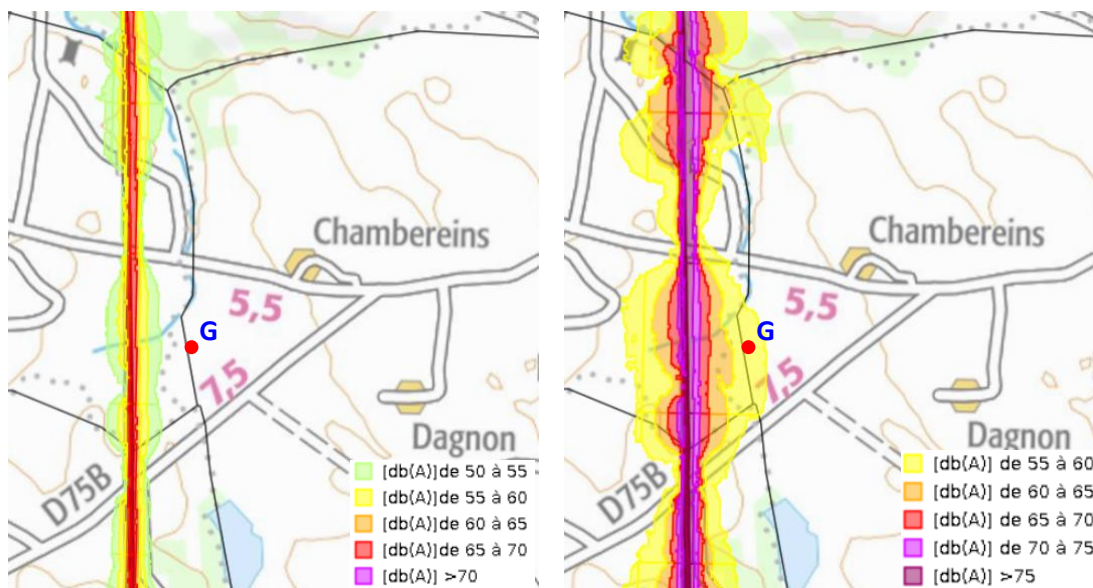 Chambereins
5,5
G
7,5
Dagnon
D75B
[db(A)]de 50 à 55
[db(A)]de 55 à 60
[db(A)]de 60 à 65
[db(A)]de 65 à 70
[db(A)] >70
Chambereins
5,5
G
7,5
Dagnon
D75B
[db(A)] de 55 à 60
[db(A)] de 60 à 65
[db(A)] de 65 à 70
[db(A)] de 70 à 75
[db(A)] >75